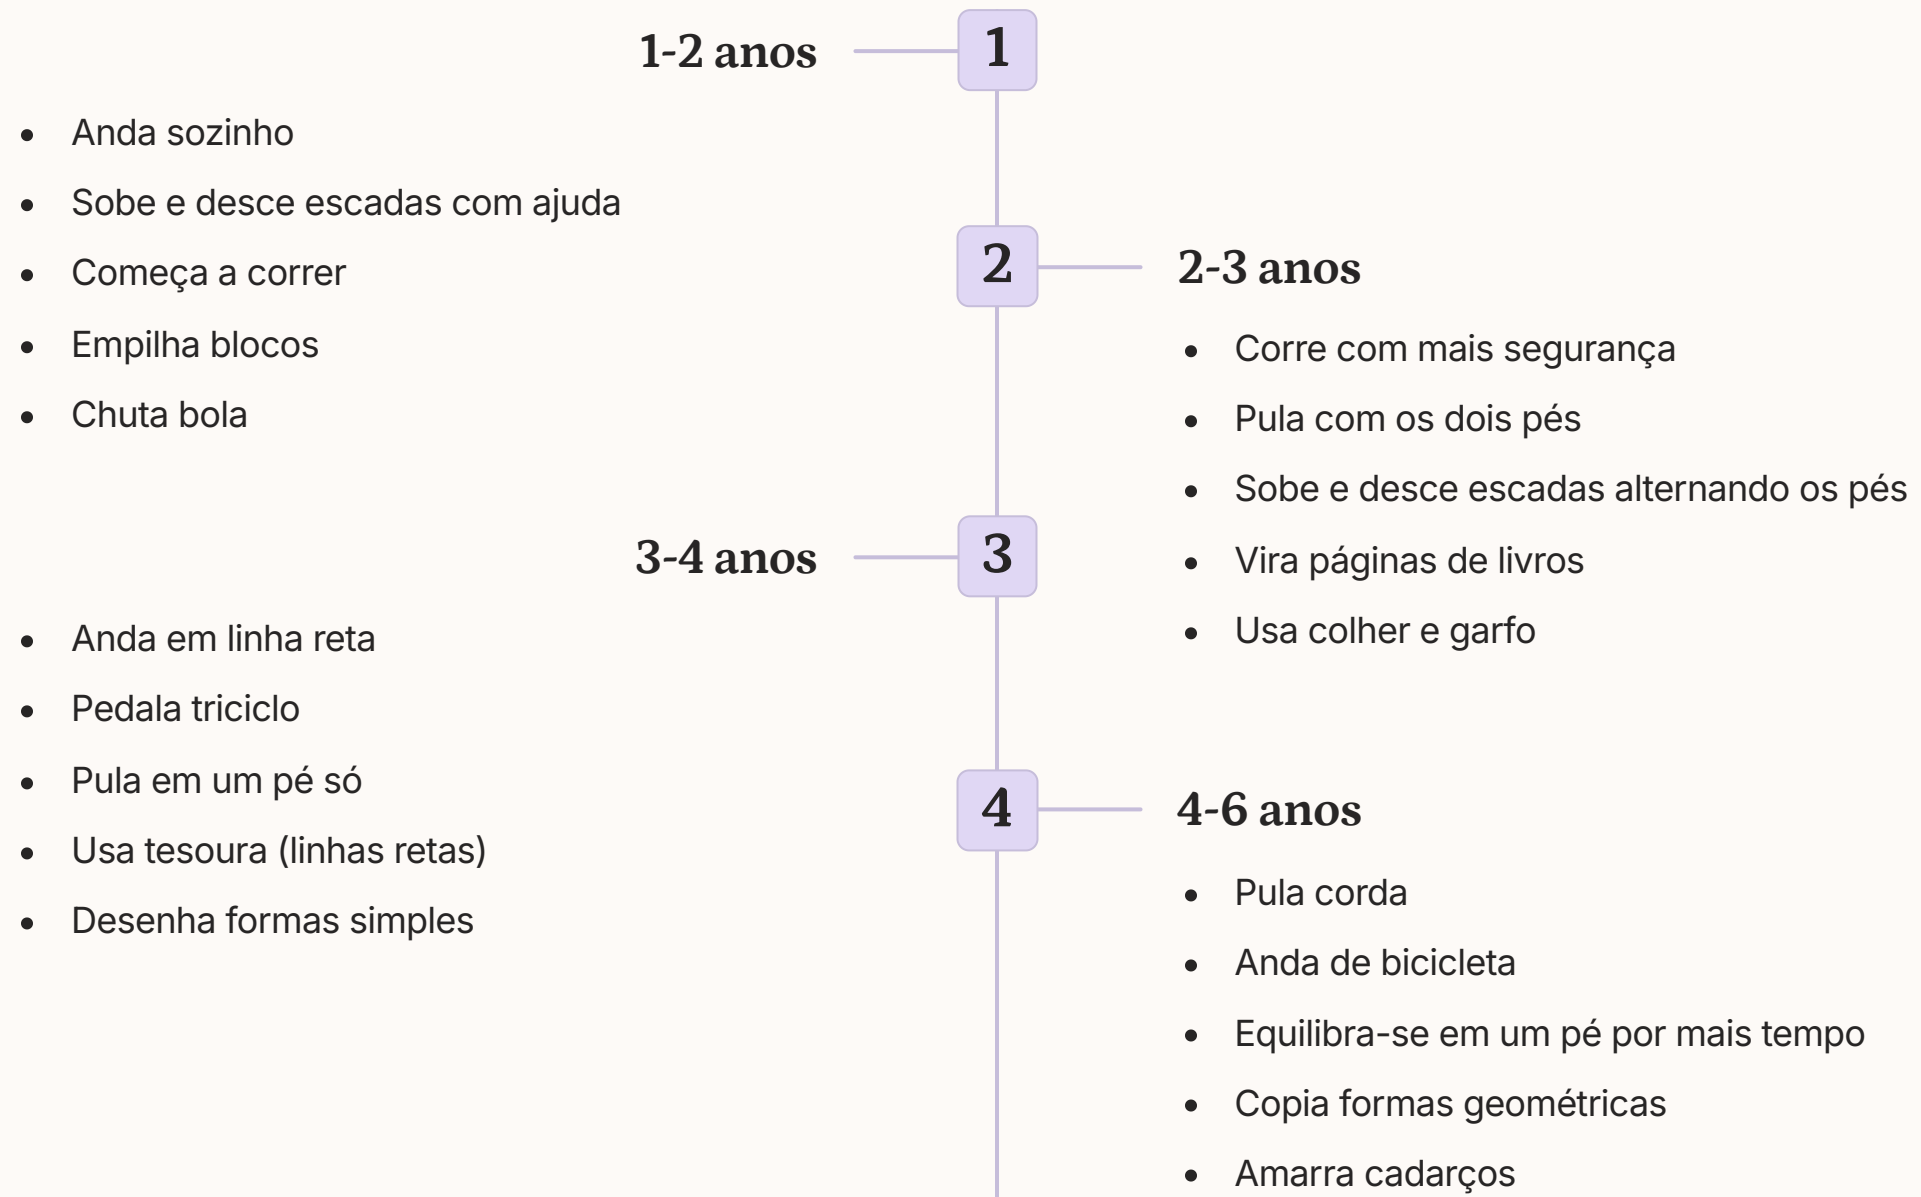 1-2 anos
1
Anda sozinho
Sobe e desce escadas com ajuda
Começa a correr
Empilha blocos
Chuta bola
2
2-3 anos
Corre com mais segurança
Pula com os dois pés
Sobe e desce escadas alternando os pés
Vira páginas de livros
Usa colher e garfo
3-4 anos
3
Anda em linha reta
Pedala triciclo
Pula em um pé só
Usa tesoura (linhas retas)
Desenha formas simples
4
4-6 anos
Pula corda
Anda de bicicleta
Equilibra-se em um pé por mais tempo
Copia formas geométricas
Amarra cadarços